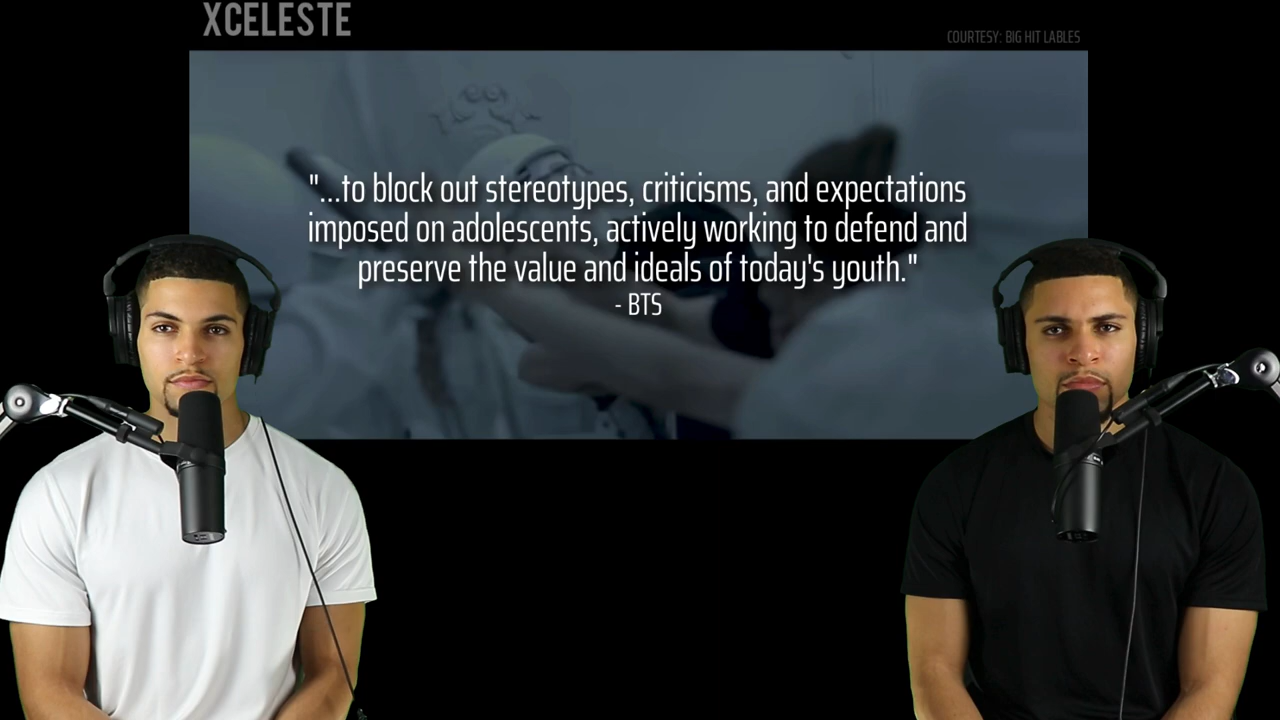 XCELESTE
COURTESY: BIG HIT LABLES
"...to block out stereotypes, criticisms, and expectations
imposed on adolescents, actively working to defend and
preserve the value and ideals of today's youth."
- BTS